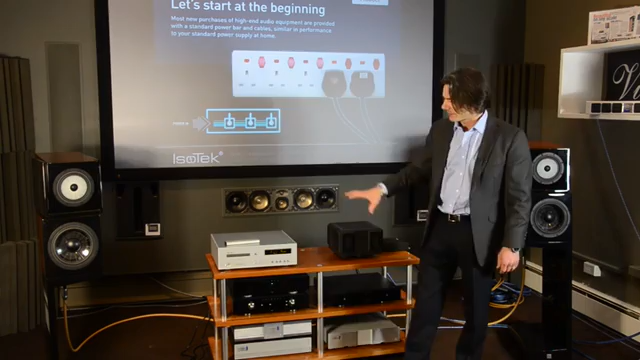 Let's start at the beginning
Most new purchases of high-end audio equipment are provided
with a standard power bar and cables, similar in performance
to your standard power supply at home.
IsoTek®